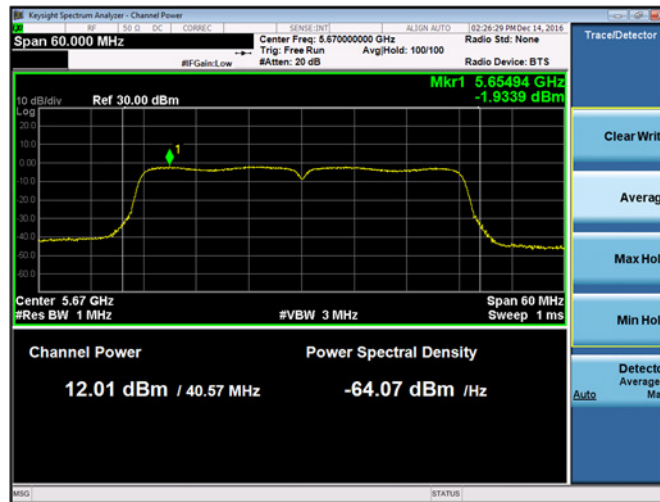 Keysight Spectrum Analyzer - Channel Power
RF 50 Ω DC CORREC SENSE:INT ALIGN AUTO 02:26:29 PM Dec 14, 2016
Span 60.000 MHz
Center Freq: 5.670000000 GHz
Radio Std: None
Trig: Free Run Avg|Hold: 100/100
#IFGain:Low
#Atten: 20 dB
Radio Device: BTS
Trace/Detector
Mkr1 5.65494 GHz
-1.9339 dBm
10 dB/div Ref 30.00 dBm
Log
20.0
10.0
0.00
-10.0
-20.0
-30.0
-40.0
-50.0
-60.0
1
Center 5.67 GHz
Span 60 MHz
#Res BW 1 MHz
#VBW 3 MHz
Sweep 1 ms
Channel Power
Power Spectral Density
12.01 dBm / 40.57 MHz
-64.07 dBm /Hz
Clear Writ
Averag
Max Hol
Min Hol
Detecto
Average
Auto Ma
MSG
STATUS